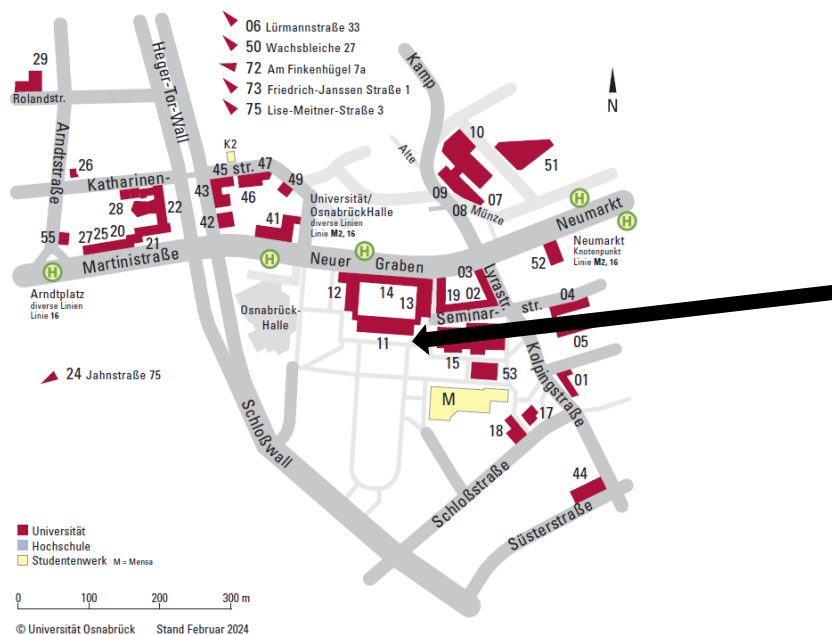 06 Lürmannstraße 33
50 Wachsbleiche 27
72 Am Finkenhügel 7a
73 Friedrich-Janssen Straße 1
75 Lise-Meitner-Straße 3
N
29
Rolandstr.
Heger-Tor-Wall
Arndtstraße
26
Katharinen-
45 str. 47
K2
43
46
49
42
41
28
22
55
27 25 20
21
Martinistraße
H
Arndtplatz
diverse Linien
Linie 16
H
Universität/
OsnabrückHalle
diverse Linien
Linie M2, 16
H
Neuer Graben
Kamp
Alte
Münze
10
51
09
08
07
H
Neumarkt
H
Neumarkt
Knotenpunkt
Linie M2, 16
52
03
Lyrastr.
12
14
13
19 02
Seminar- str.
04
05
11
15
53
M
Osnabrück-
Halle
Kolpingstraße
01
17
18
24 Jahnstraße 75
Schloßwall
Schloßstraße
44
Süsterstraße
Universität
Hochschule
Studentenwerk M = Mensa
0 100 200 300 m
© Universität Osnabrück Stand Februar 2024